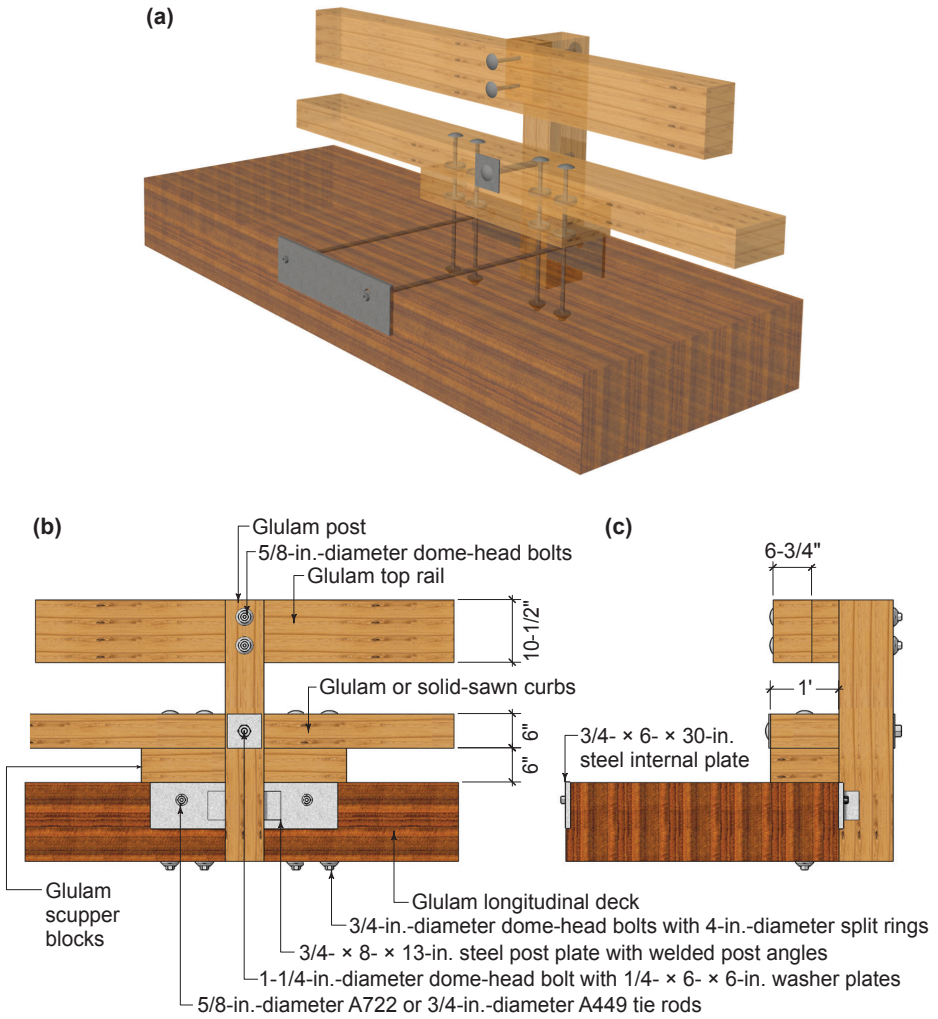 (a)
(b)
Glulam post
5/8-in.-diameter dome-head bolts
Glulam top rail
10-1/2"
Glulam or solid-sawn curbs
6"
6"
Glulam
scupper
blocks
Glulam longitudinal deck
3/4-in.-diameter dome-head bolts with 4-in.-diameter split rings
3/4- × 8- × 13-in. steel post plate with welded post angles
1-1/4-in.-diameter dome-head bolt with 1/4- × 6- × 6-in. washer plates
5/8-in.-diameter A722 or 3/4-in.-diameter A449 tie rods
(c)
6-3/4"
1'
3/4- × 6- × 30-in.
steel internal plate